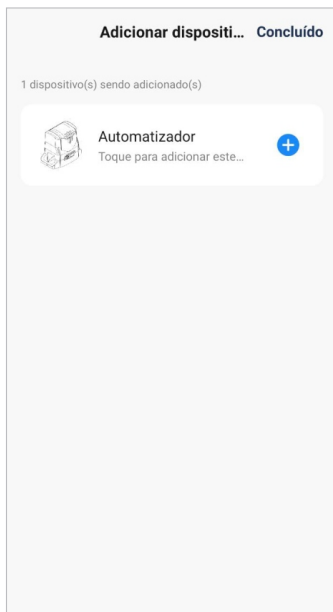 Adicionar dispositi... Concluído
1 dispositivo(s) sendo adicionado(s)
Automatizador
Toque para adicionar este...